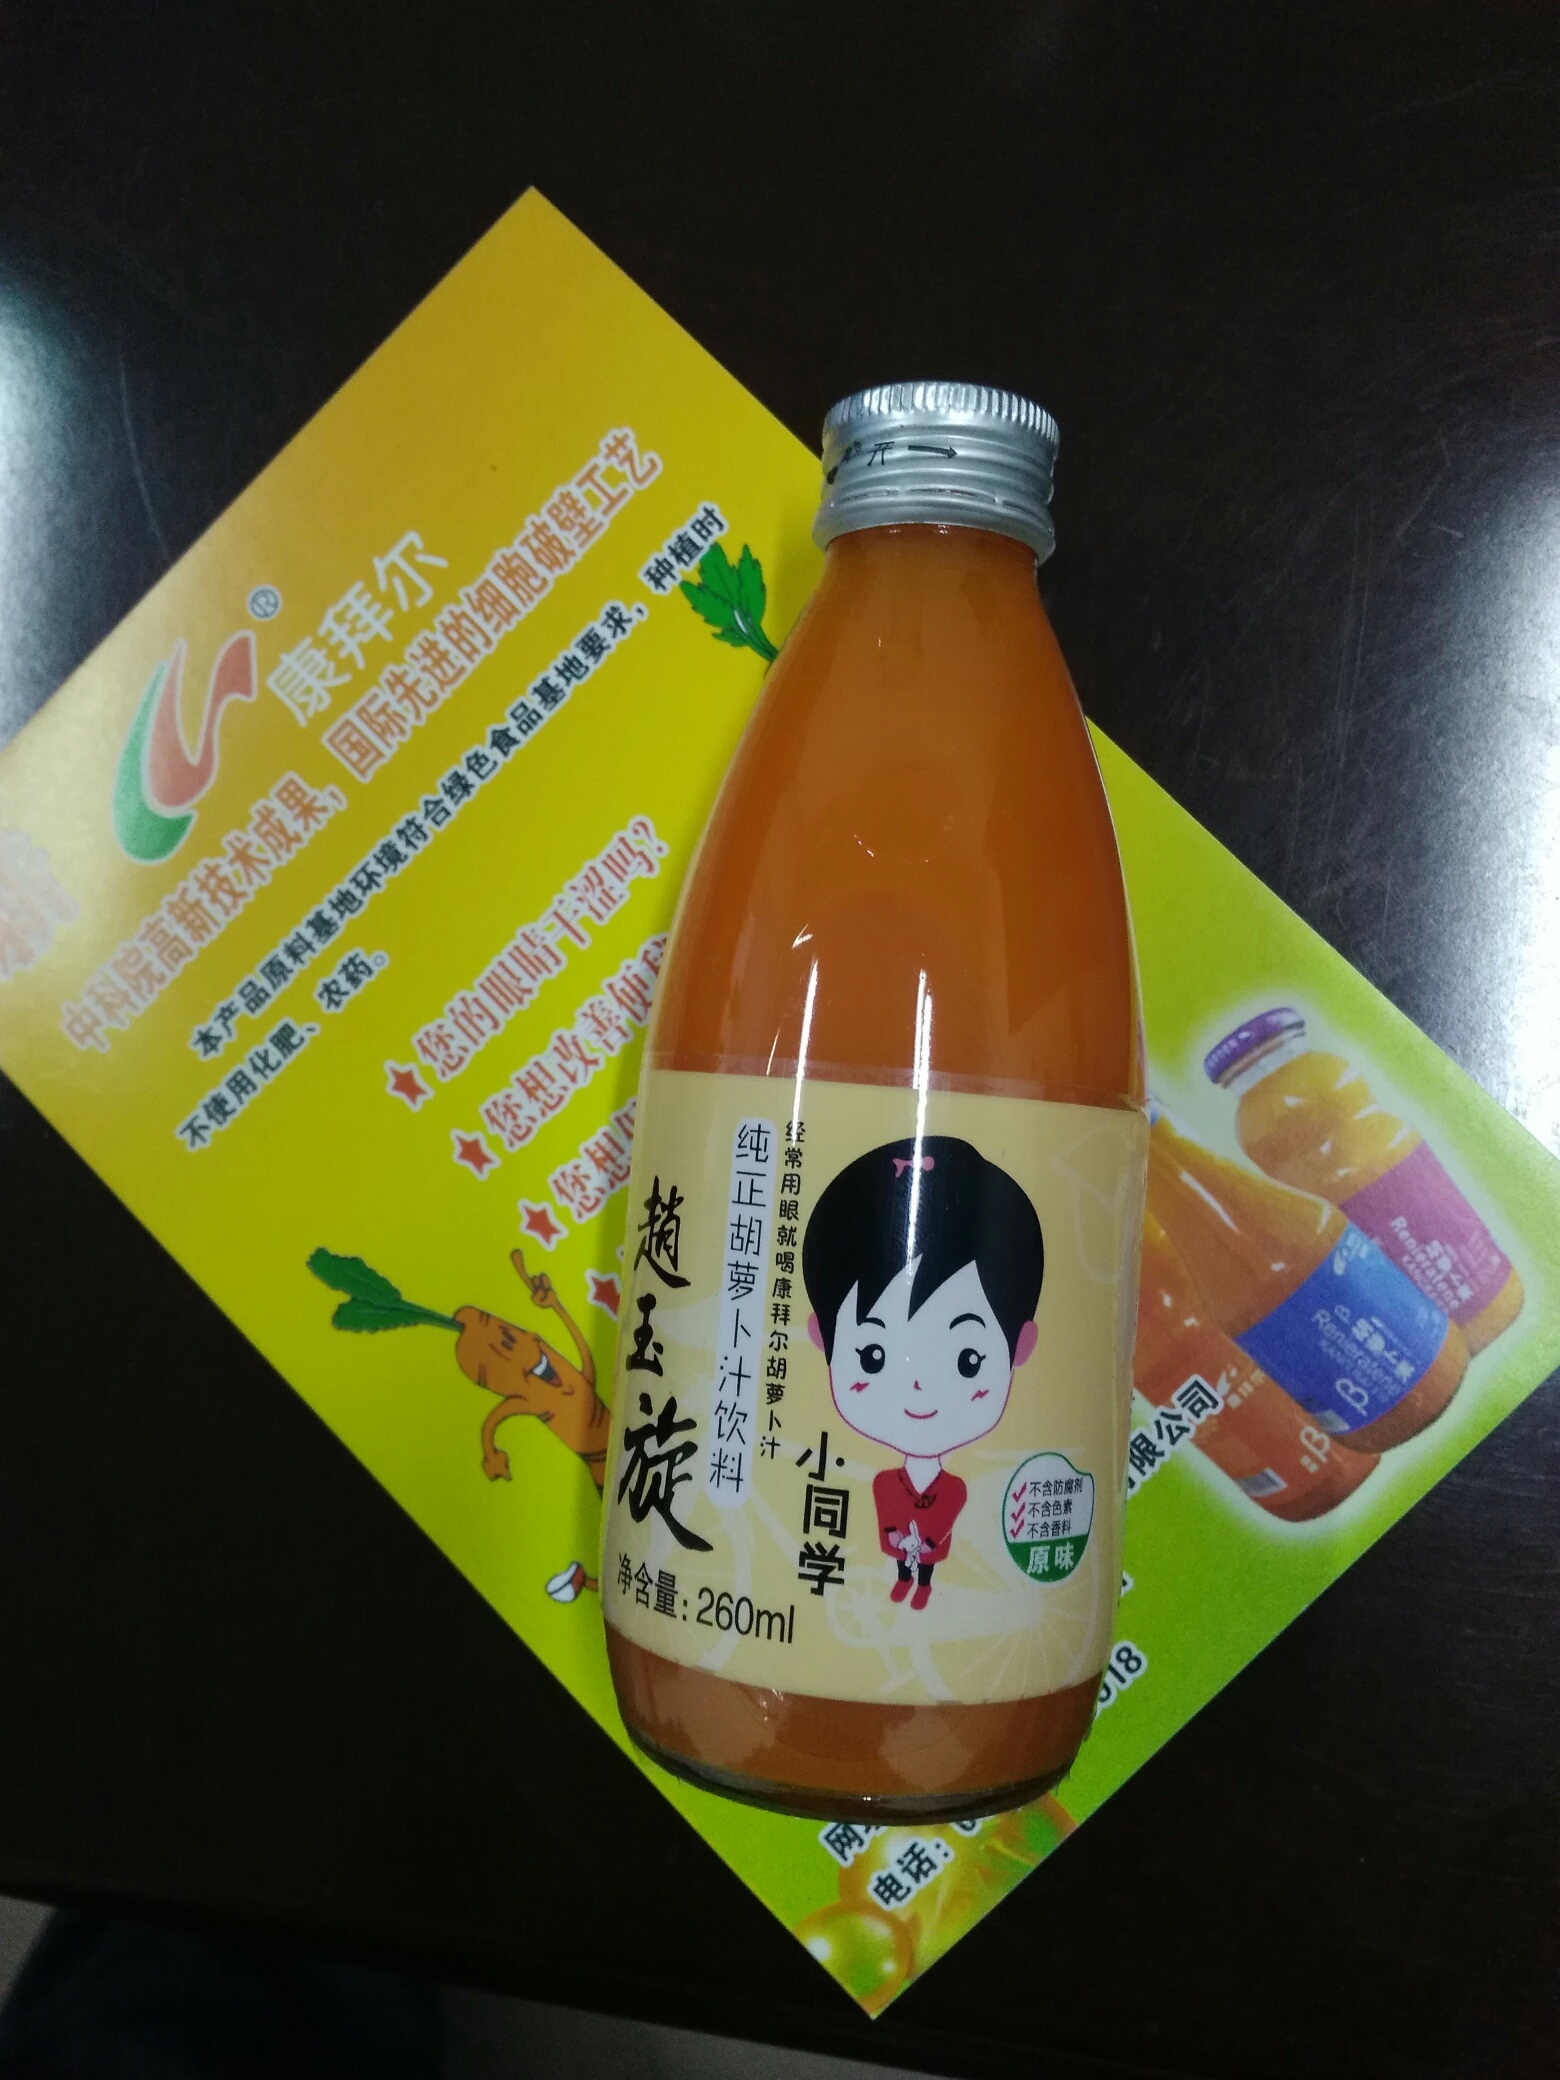 康拜尔
中科院高新技术成果，国际先进的细胞破壁工艺
本产品原料基地环境符合绿色食品基地要求，种植时
不使用化肥、农药。
您的眼睛干涩吗？
您想改善便
您想
开
趙玉旋
纯正胡萝卜汁饮料
经常用眼就喝康拜尔胡萝卜汁
小同学
不含防腐剂
不含色素
不含香料
原味
净含量：260ml
限公司
018
电话：